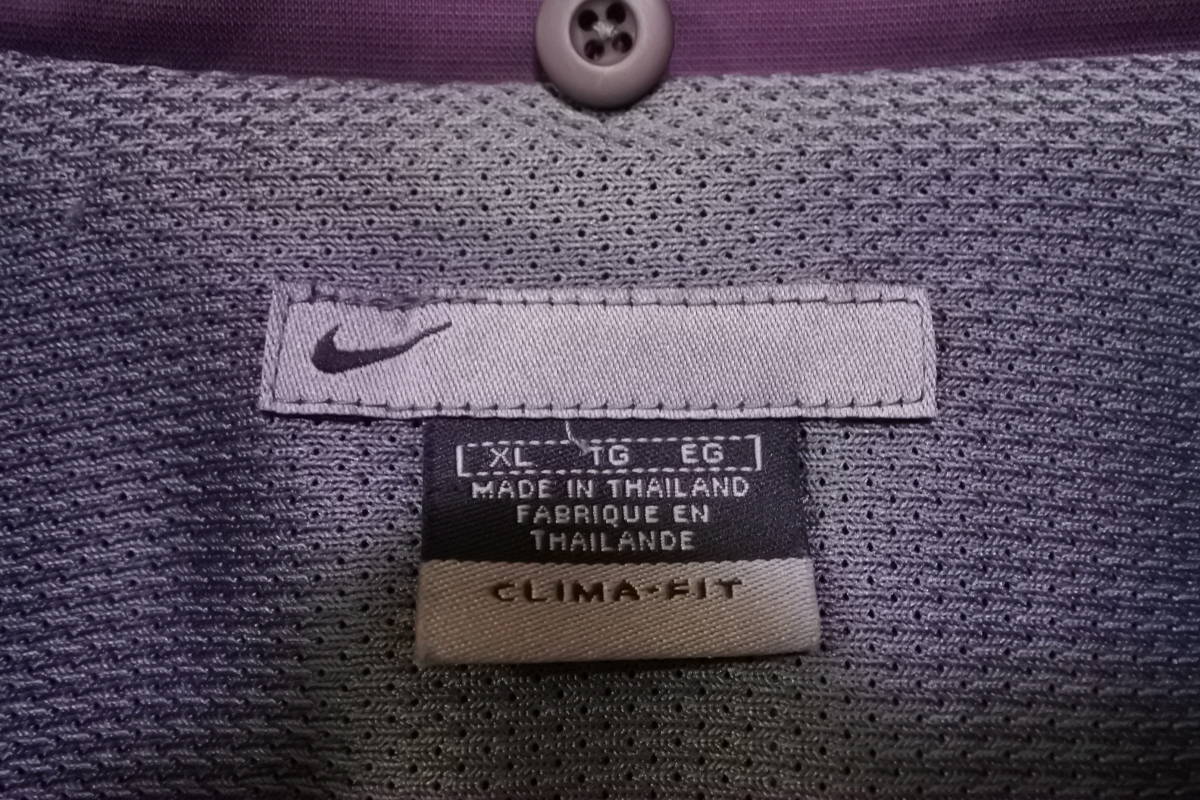 XL TG EG
MADE IN THAILAND
FABRIQUE EN
THAILANDE
CLIMA-FIT